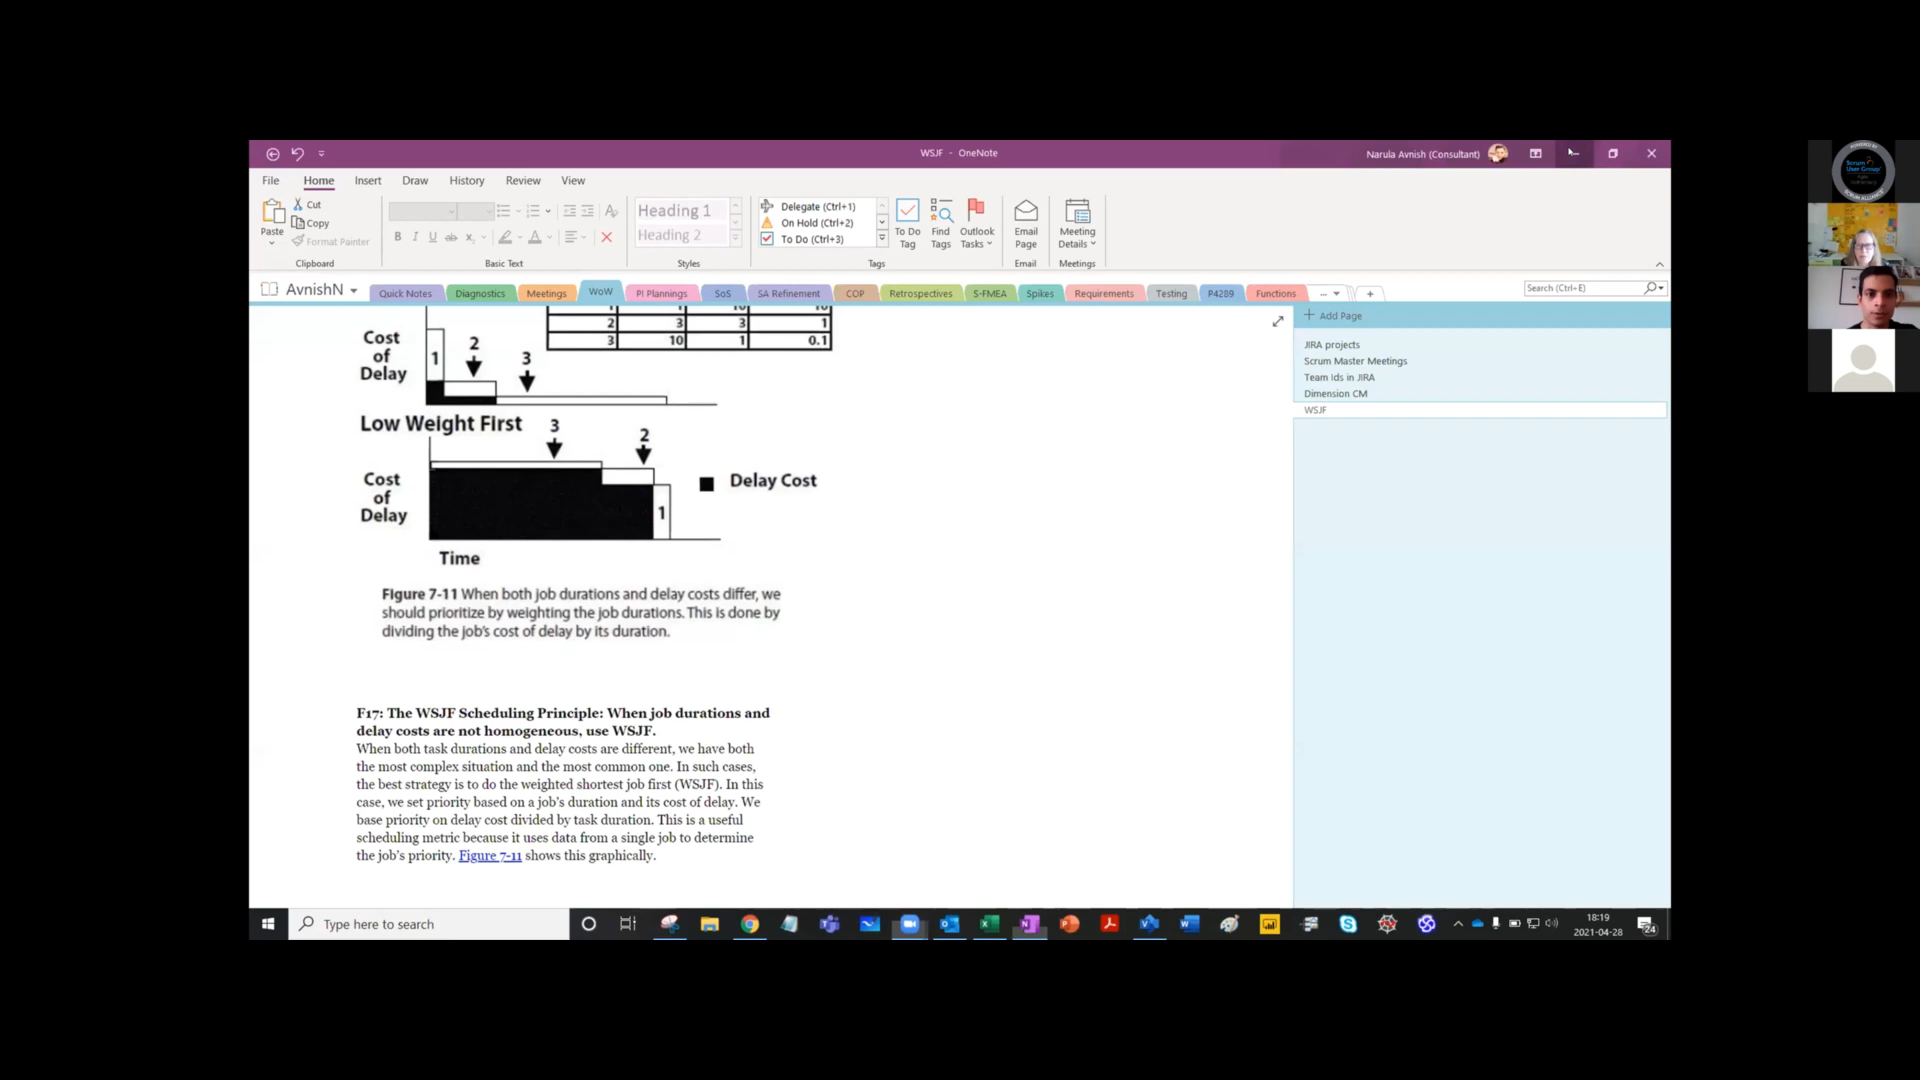 WSJF - OneNote
Narula Avnish (Consultant)
File Home Insert Draw History Review View
Paste
Cut
Copy
Format Painter
Clipboard
B I U ab
Basic Text
Heading 1
Heading 2
Styles
Delegate (Ctrl+1)
On Hold (Ctrl+2)
To Do (Ctrl+3)
To Do
Tag
Find
Tags
Outlook
Tasks
Tags
Email
Page
Email
Meeting
Details
Meetings
AvnishN
Quick Notes Diagnostics Meetings WoW PI Plannings SoS SA Refinement COP Retrospectives S-FMEA Spikes Requirements Testing P4289 Functions ...
Search (Ctrl+E)
Add Page
JIRA projects
Scrum Master Meetings
Team Ids in JIRA
Dimension CM
WSJF
2 3 3 1
3 10 1 0.1
Cost
of
Delay
1
2
3
Low Weight First
3
2
Cost
of
Delay
1
Delay Cost
Time
Figure 7-11 When both job durations and delay costs differ, we
should prioritize by weighting the job durations. This is done by
dividing the job's cost of delay by its duration.
F17: The WSJF Scheduling Principle: When job durations and
delay costs are not homogeneous, use WSJF.
When both task durations and delay costs are different, we have both
the most complex situation and the most common one. In such cases,
the best strategy is to do the weighted shortest job first (WSJF). In this
case, we set priority based on a job's duration and its cost of delay. We
base priority on delay cost divided by task duration. This is a useful
scheduling metric because it uses data from a single job to determine
the job's priority. Figure 7-11 shows this graphically.
Type here to search
18:19
2021-04-28
24
Scrum
User Group
SCRUM ALLIANCE